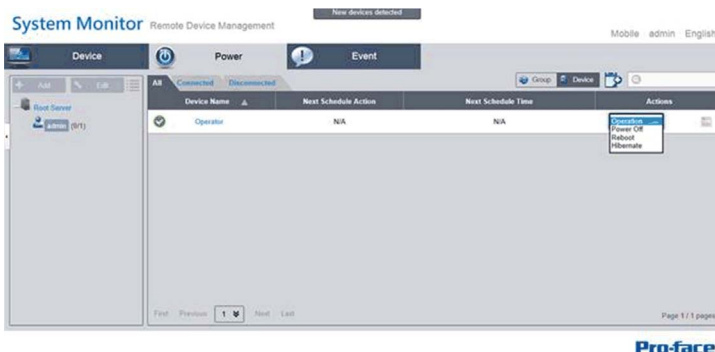 New devices detected
System Monitor Remote Device Management
Mobile admin English
Device Power Event
Add Edit
All Connected Disconnected Group Device
Device Name Next Schedule Action Next Schedule Time Actions
Root Server
admin (0/1)
Operator N/A N/A Operation
Power Off
Reboot
Hibernate
First Previous 1 Next Last Page 1 / 1 pages
Pro-face